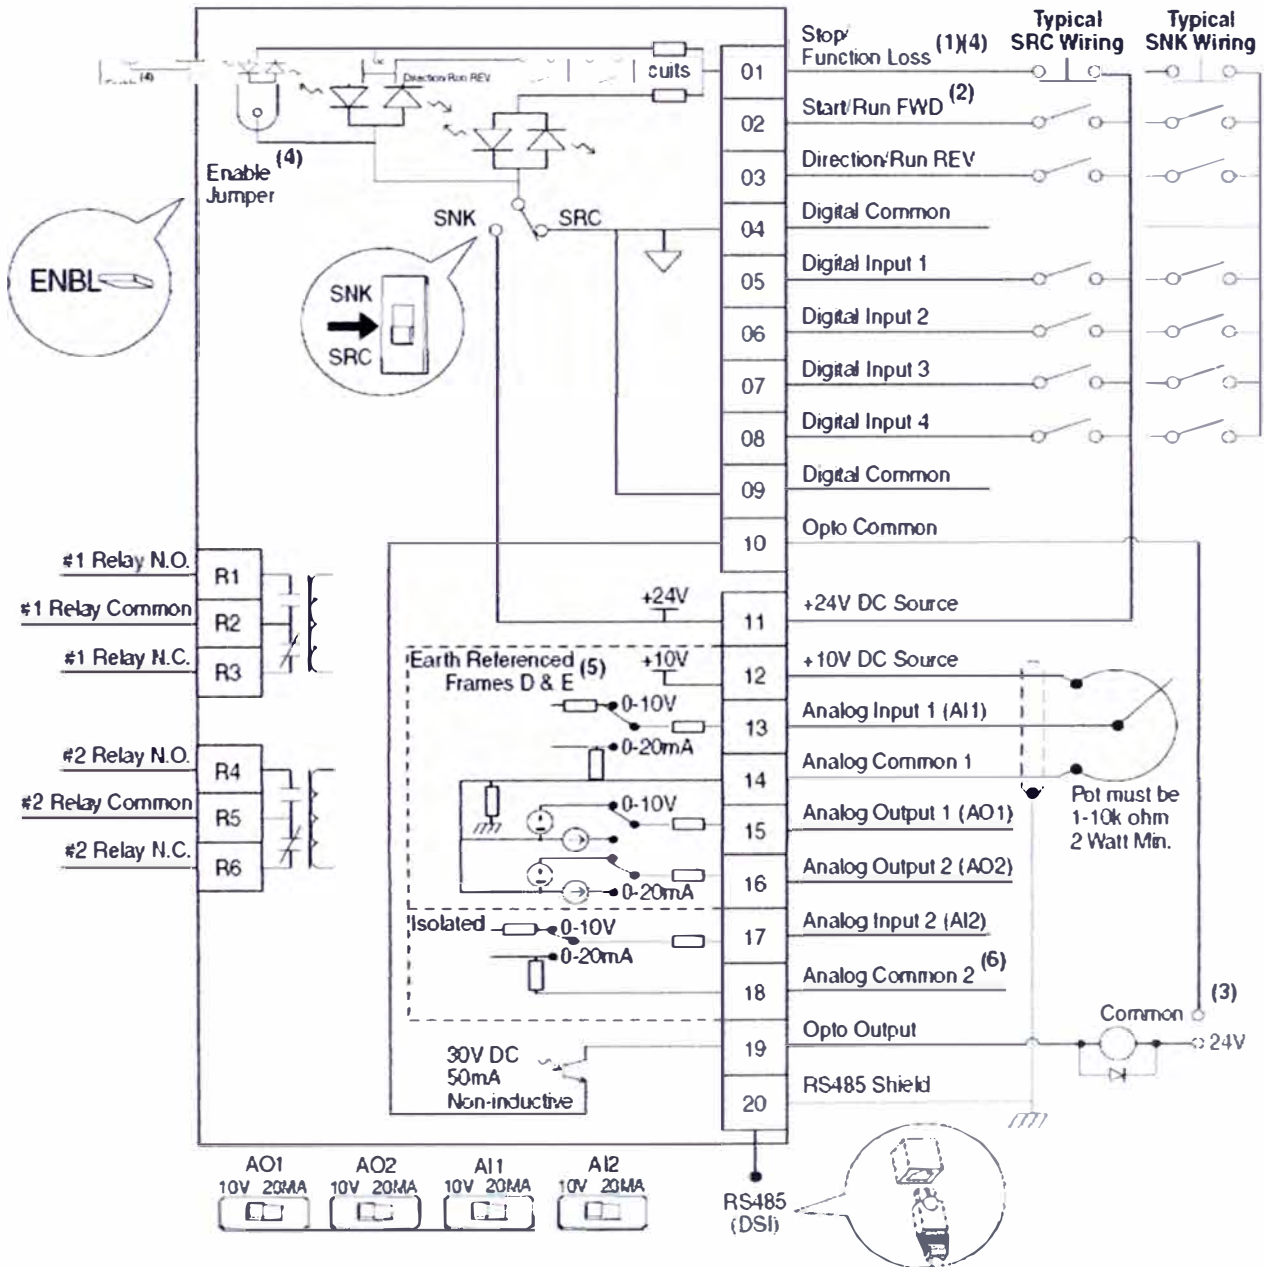 Stop/
Function Loss (1)(4)
Typical
SRC Wiring
Typical
SNK Wiring
(4)
Direction/Run REV
cuits
01
02
Start/Run FWD (2)
03
Direction/Run REV
04
Digital Common
05
Digital Input 1
06
Digital Input 2
07
Digital Input 3
08
Digital Input 4
09
Digital Common
10
Opto Common
Enable (4)
Jumper
ENBL
SNK
SRC
SNK
SRC
#1 Relay N.O.
R1
#1 Relay Common
R2
#1 Relay N.C.
R3
#2 Relay N.O.
R4
#2 Relay Common
R5
#2 Relay N.C.
R6
+24V
11
+24V DC Source
Earth Referenced (5)
Frames D & E
+10V
12
+10V DC Source
0-10V
0-20mA
13
Analog Input 1 (AI1)
14
Analog Common 1
0-10V
15
Analog Output 1 (AO1)
0-20mA
16
Analog Output 2 (AO2)
Pot must be
1-10k ohm
2 Watt Min.
Isolated
0-10V
0-20mA
17
Analog Input 2 (AI2)
18
Analog Common 2 (6)
19
Opto Output
Common
(3)
24V
30V DC
50mA
Non-inductive
20
RS485 Shield
AO1
10V 20MA
AO2
10V 20MA
AI1
10V 20MA
AI2
10V 20MA
RS485
(DSI)